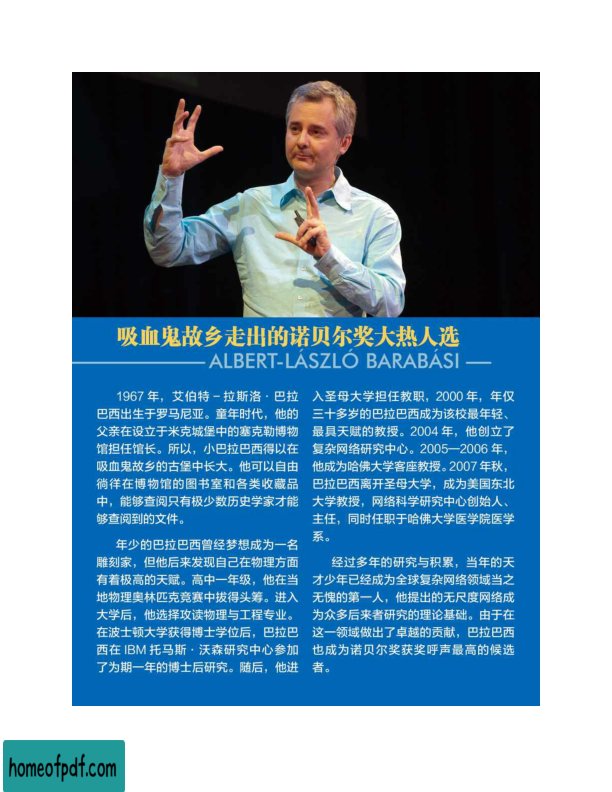 吸血鬼故乡走出的诺贝尔奖大热人选
ALBERT-LÁSZLÓ BARABÁSI
1967年，艾伯特－拉斯洛·巴拉
巴西出生于罗马尼亚。童年时代，他的
父亲在设立于米克城堡中的塞克勒博物
馆担任馆长。所以，小巴拉巴西得以在
吸血鬼故乡的古堡中长大。他可以自由
徜徉在博物馆的图书室和各类收藏品
中，能够查阅只有极少数历史学家才能
够查阅到的文件。
年少的巴拉巴西曾经梦想成为一名
雕刻家，但他后来发现自己在物理方面
有着极高的天赋。高中一年级，他在当
地物理奥林匹克竞赛中拔得头筹。进入
大学后，他选择攻读物理与工程专业。
在波士顿大学获得博士学位后，巴拉巴
西在 IBM 托马斯·沃森研究中心参加
了为期一年的博士后研究。随后，他进
入圣母大学担任教职，2000年，年仅
三十多岁的巴拉巴西成为该校最年轻、
最具天赋的教授。2004年，他创立了
复杂网络研究中心。2005—2006年，
他成为哈佛大学客座教授。2007年秋，
巴拉巴西离开圣母大学，成为美国东北
大学教授，网络科学研究中心创始人、
主任，同时任职于哈佛大学医学院医学
系。
经过多年的研究与积累，当年的天
才少年已经成为全球复杂网络领域当之
无愧的第一人，他提出的无尺度网络成
为众多后来者研究的理论基础。由于在
这一领域做出了卓越的贡献，巴拉巴西
也成为诺贝尔奖获奖呼声最高的候选
者。
homeofpdf.com